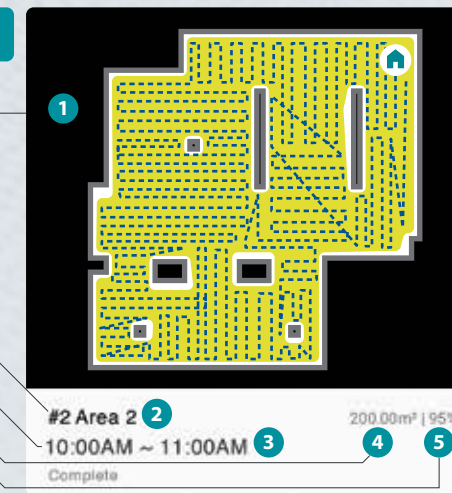 1
#2 Area 2 2
200.00m² | 95%
10:00AM ~ 11:00AM 3
4
5
Complete